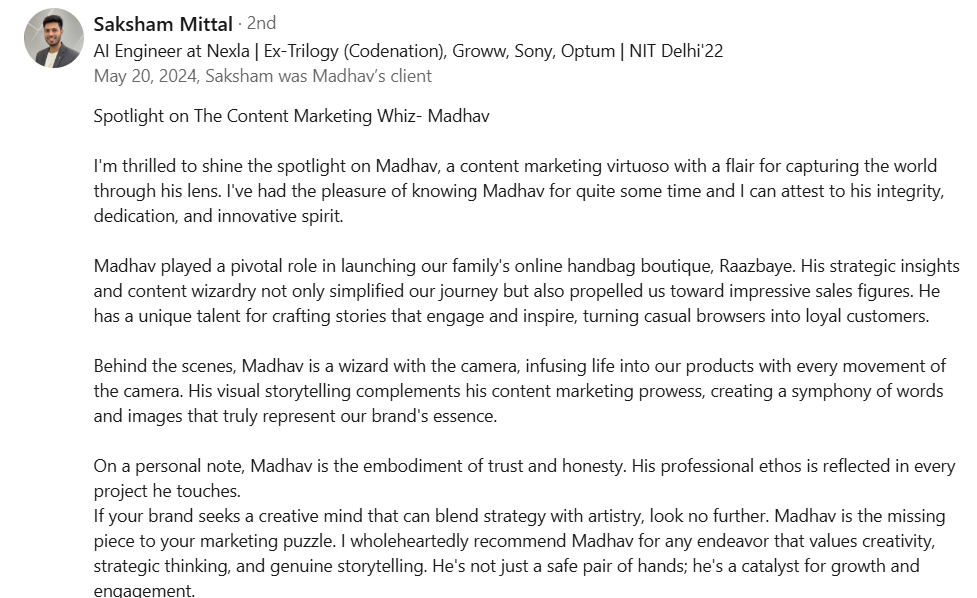 Saksham Mittal · 2nd
AI Engineer at Nexla | Ex-Trilogy (Codenation), Groww, Sony, Optum | NIT Delhi'22
May 20, 2024, Saksham was Madhav’s client
Spotlight on The Content Marketing Whiz- Madhav
I'm thrilled to shine the spotlight on Madhav, a content marketing virtuoso with a flair for capturing the world
through his lens. I've had the pleasure of knowing Madhav for quite some time and I can attest to his integrity,
dedication, and innovative spirit.
Madhav played a pivotal role in launching our family's online handbag boutique, Raazbaye. His strategic insights
and content wizardry not only simplified our journey but also propelled us toward impressive sales figures. He
has a unique talent for crafting stories that engage and inspire, turning casual browsers into loyal customers.
Behind the scenes, Madhav is a wizard with the camera, infusing life into our products with every movement of
the camera. His visual storytelling complements his content marketing prowess, creating a symphony of words
and images that truly represent our brand's essence.
On a personal note, Madhav is the embodiment of trust and honesty. His professional ethos is reflected in every
project he touches.
If your brand seeks a creative mind that can blend strategy with artistry, look no further. Madhav is the missing
piece to your marketing puzzle. I wholeheartedly recommend Madhav for any endeavor that values creativity,
strategic thinking, and genuine storytelling. He's not just a safe pair of hands; he's a catalyst for growth and
engagement.